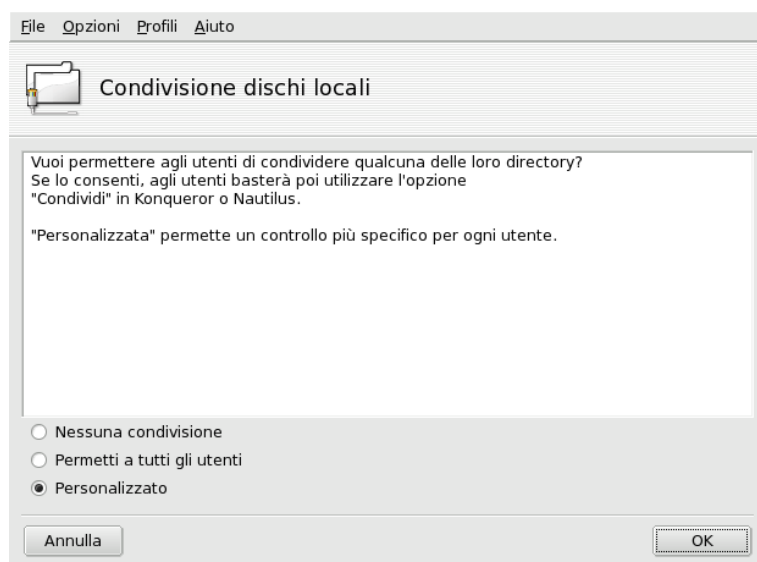 File Opzioni Profili Aiuto
Condivisione dischi locali
Vuoi permettere agli utenti di condividere qualcuna delle loro directory?
Se lo consenti, agli utenti basterà poi utilizzare l'opzione
"Condividi" in Konqueror o Nautilus.
"Personalizzata" permette un controllo più specifico per ogni utente.
Nessuna condivisione
Permetti a tutti gli utenti
Personalizzato
Annulla OK